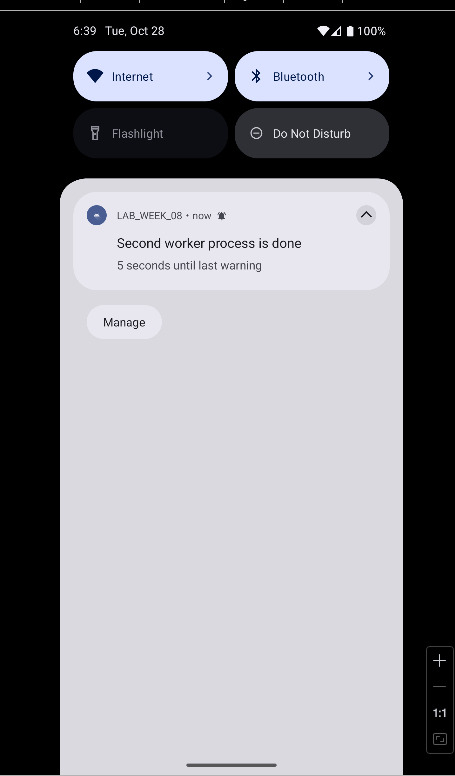 6:39 Tue, Oct 28 100%
Internet
Bluetooth
Flashlight
Do Not Disturb
LAB_WEEK_08 • now
Second worker process is done
5 seconds until last warning
Manage
1:1